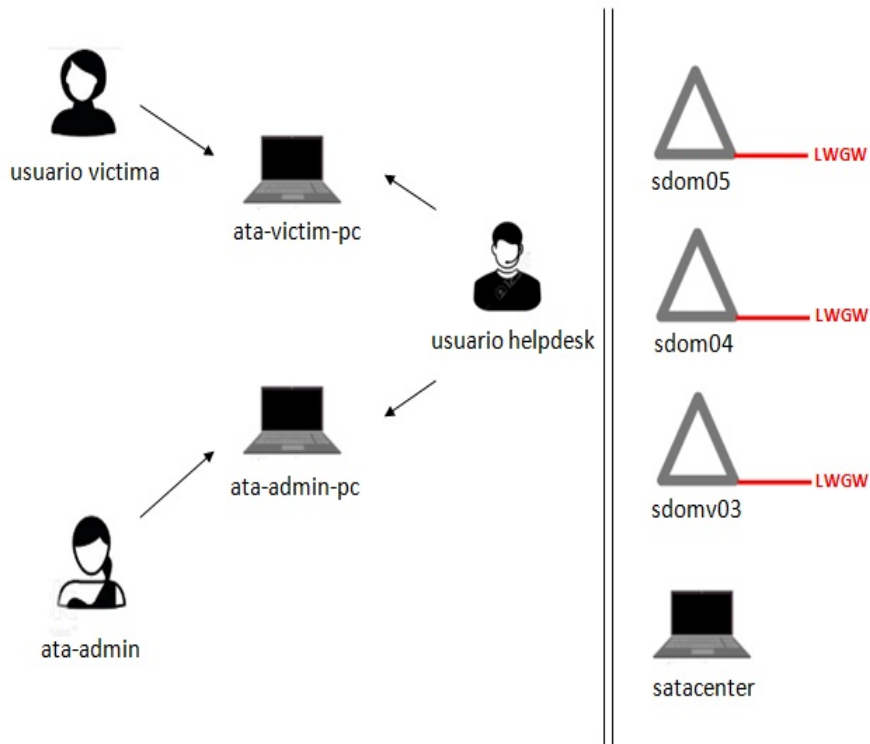 usuario victima
ata-victim-pc
usuario helpdesk
ata-admin-pc
ata-admin
LWGW
sdom05
LWGW
sdom04
LWGW
sdomv03
satacenter